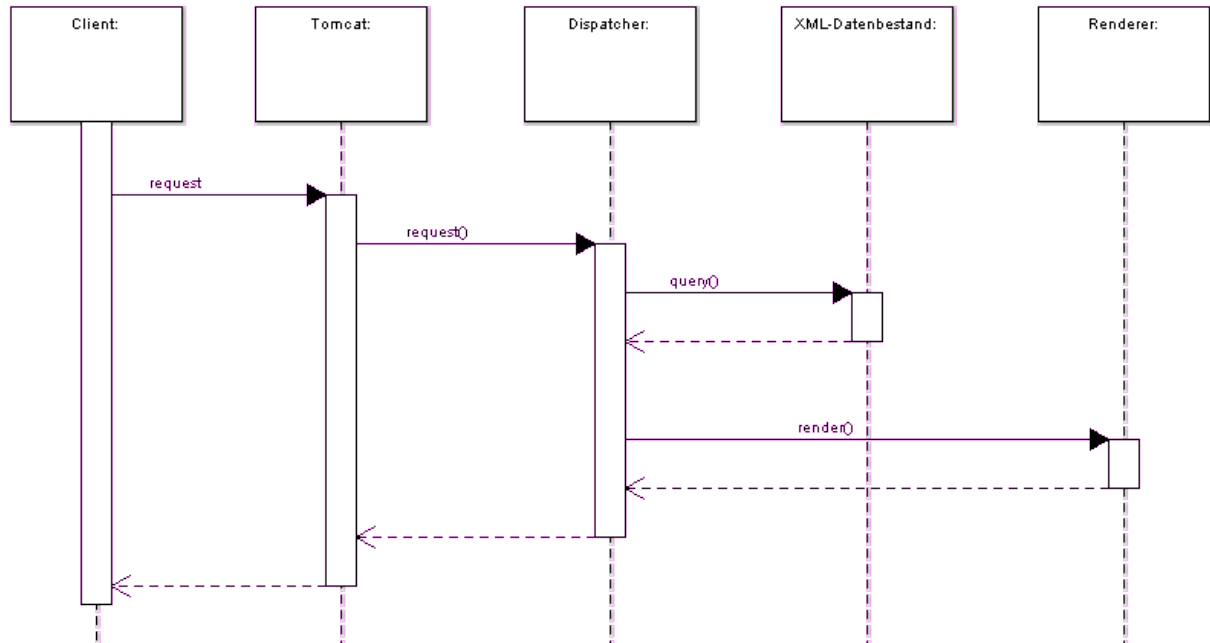 Client:
Tomcat:
Dispatcher:
XML-Datenbestand:
Renderer:
request
request()
query()
render()